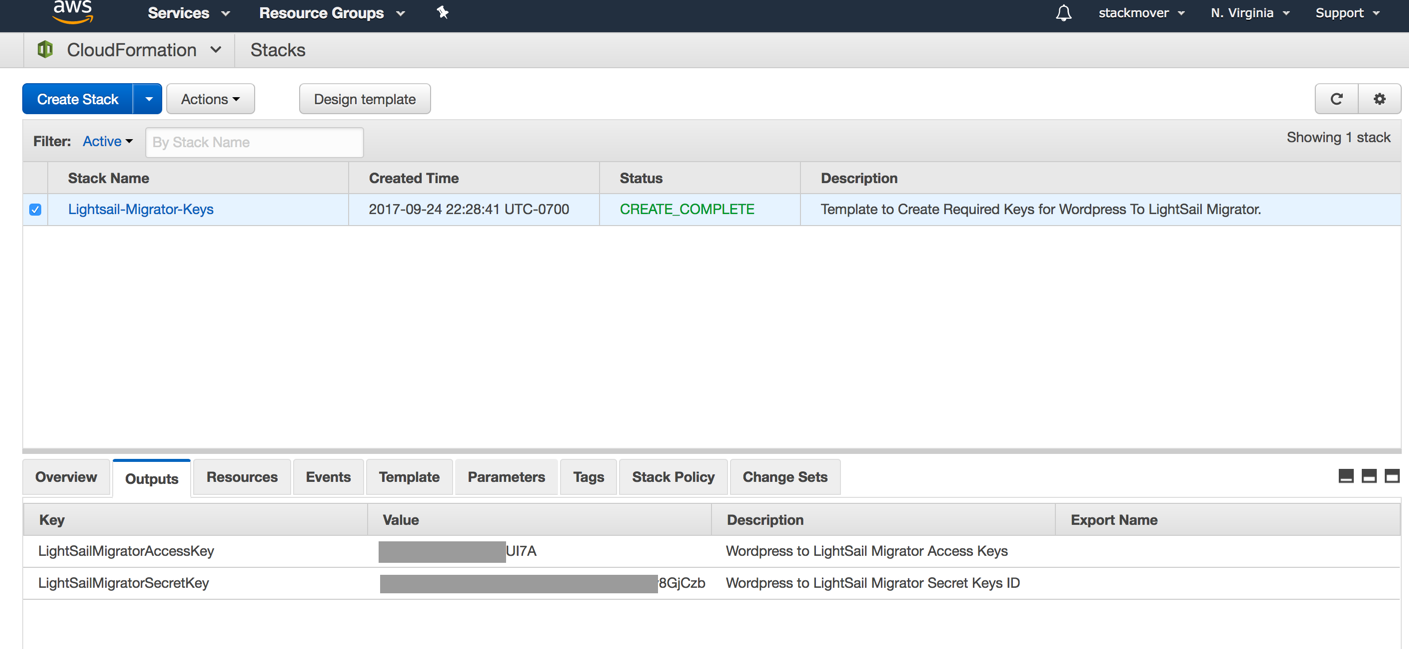 aws Services Resource Groups stackmover N. Virginia Support
CloudFormation Stacks
Create Stack Actions Design template
Filter: Active By Stack Name Showing 1 stack
Stack Name Created Time Status Description
Lightsail-Migrator-Keys 2017-09-24 22:28:41 UTC-0700 CREATE_COMPLETE Template to Create Required Keys for Wordpress To LightSail Migrator.
Overview Outputs Resources Events Template Parameters Tags Stack Policy Change Sets
Key Value Description Export Name
LightSailMigratorAccessKey UI7A Wordpress to LightSail Migrator Access Keys
LightSailMigratorSecretKey 8GjCzb Wordpress to LightSail Migrator Secret Keys ID